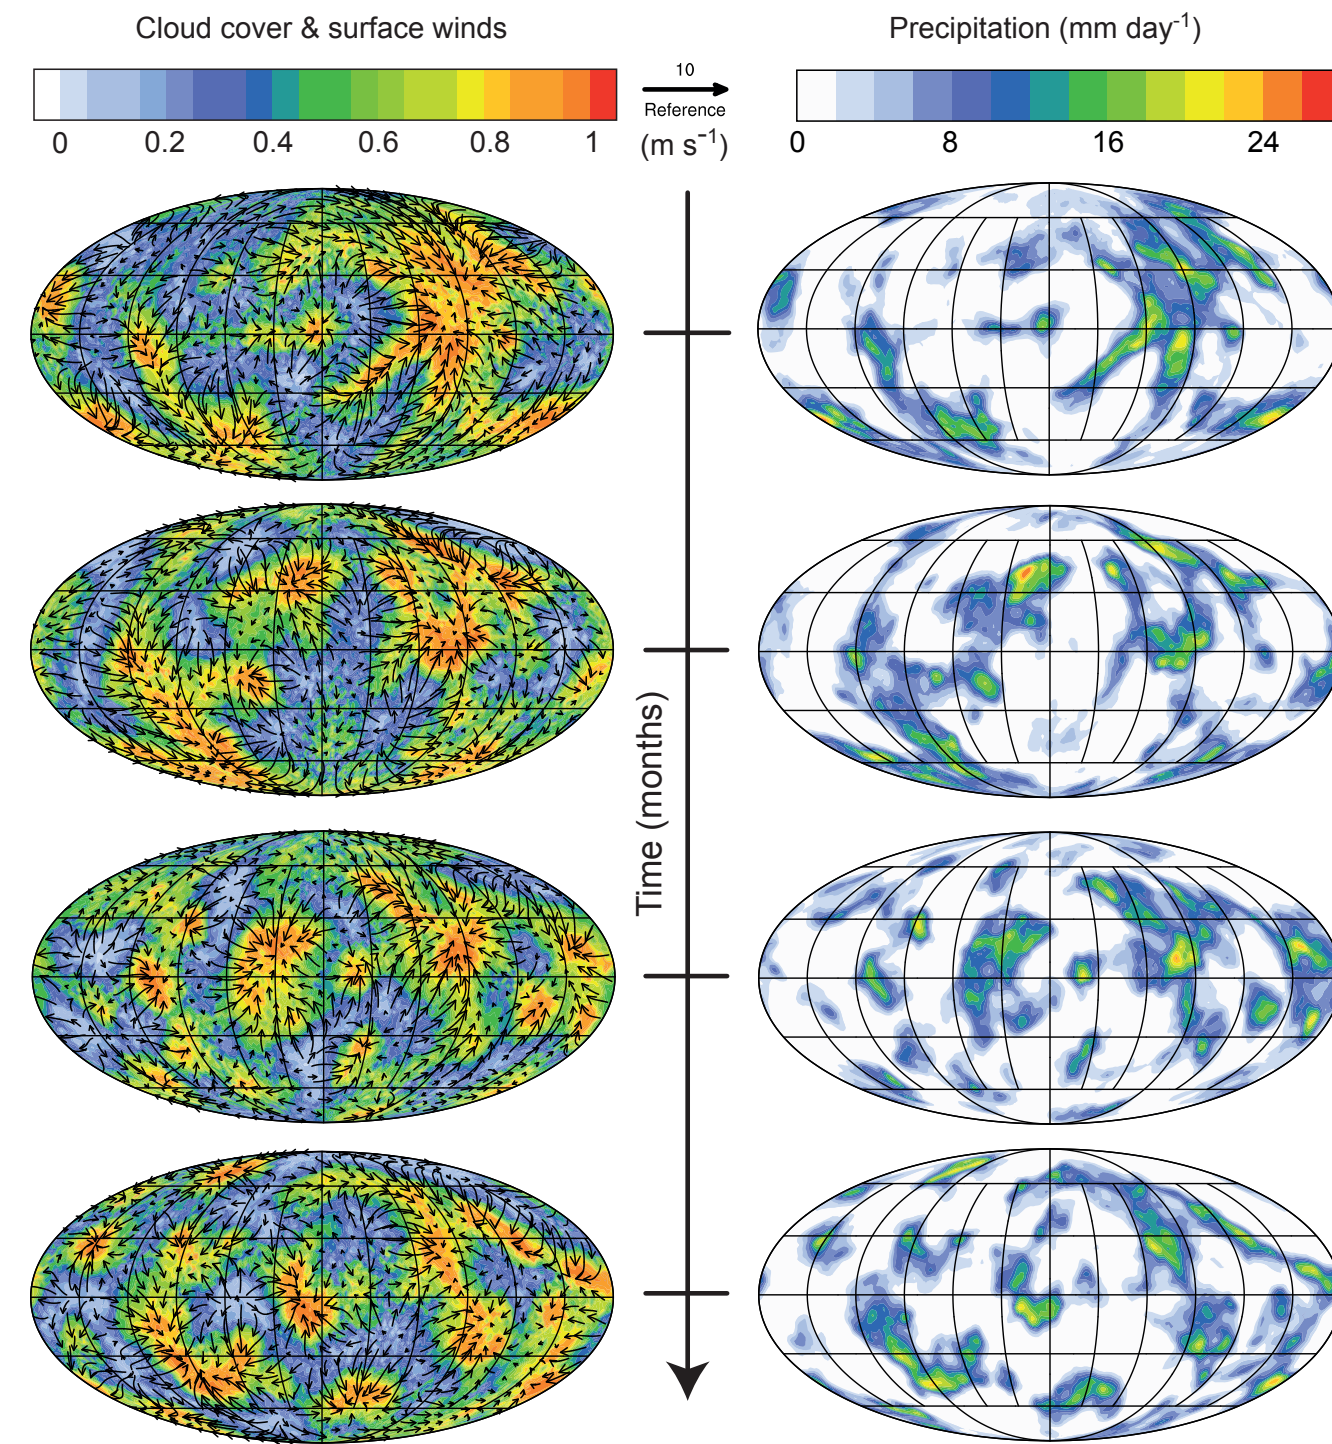 Cloud cover & surface winds
Precipitation (mm day⁻¹)
10
Reference
(m s⁻¹)
0 0.2 0.4 0.6 0.8 1
0 8 16 24
Time (months)